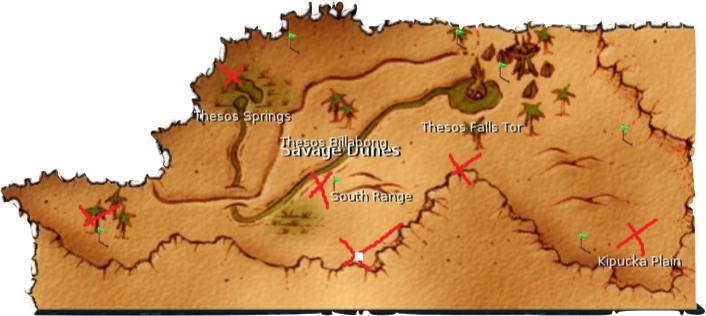 Thesos Springs
Thesos Falls Tor
Thesos Billabong
Savage Dunes
South Range
Kipucka Plain